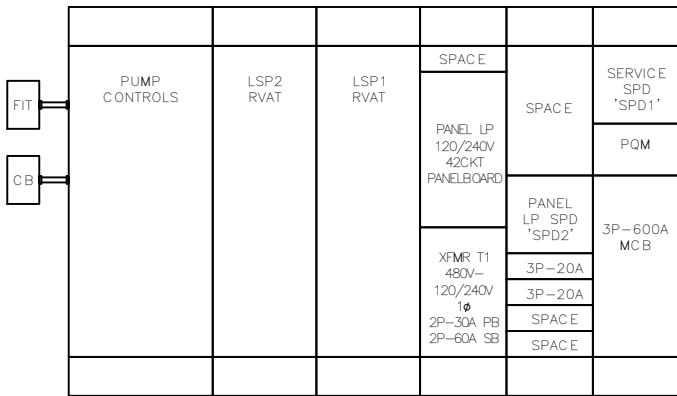 FIT
CB
PUMP
CONTROLS
LSP2
RVAT
LSP1
RVAT
SPACE
PANEL LP
120/240V
42CKT
PANELBOARD
XFMR T1
480V-
120/240V
1ø
2P-30A PB
2P-60A SB
SPACE
PANEL
LP SPD
'SPD2'
3P-20A
3P-20A
SPACE
SPACE
SERVICE
SPD
'SPD1'
PQM
3P-600A
MCB